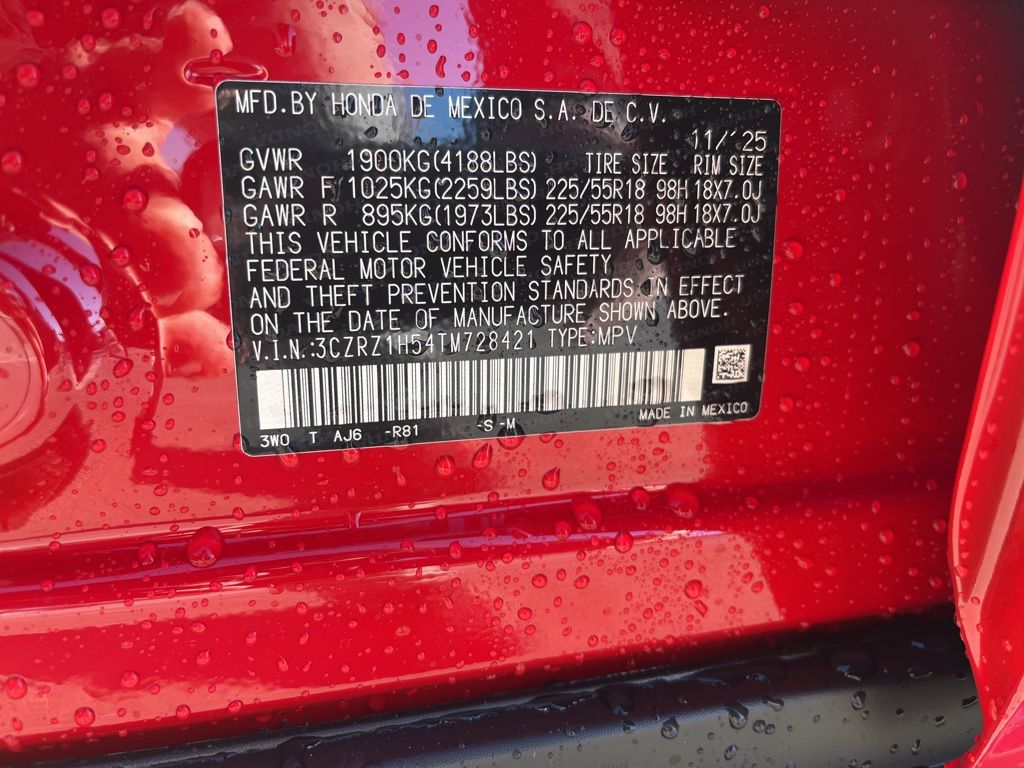 MFD.BY HONDA DE MEXICO S.A. DE C.V.
11/'25
GVWR 1900KG(4188LBS) TIRE SIZE RIM SIZE
GAWR F 1025KG(2259LBS) 225/55R18 98H 18X7.0J
GAWR R 895KG(1973LBS) 225/55R18 98H 18X7.0J
THIS VEHICLE CONFORMS TO ALL APPLICABLE
FEDERAL MOTOR VEHICLE SAFETY
AND THEFT PREVENTION STANDARDS IN EFFECT
ON THE DATE OF MANUFACTURE SHOWN ABOVE.
V.I.N.:3CZRZ1H54TM728421 TYPE:MPV
MADE IN MEXICO
3WO T AJ6 -R81 -S -M